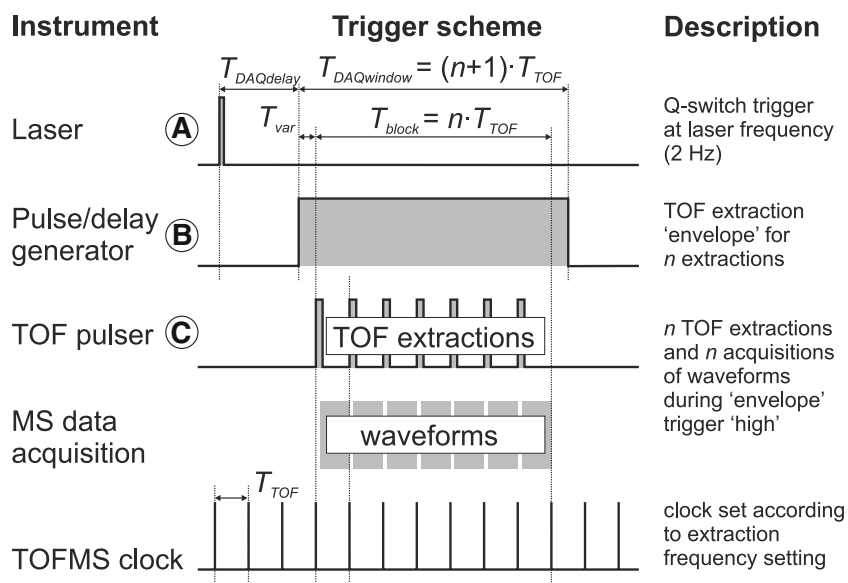 Instrument
Trigger scheme
Description
T_DAQdelay
T_DAQwindow = (n+1)·T_TOF
Laser
A
T_var
T_block = n·T_TOF
Q-switch trigger
at laser frequency
(2 Hz)
Pulse/delay
generator
B
TOF extraction
‘envelope’ for
n extractions
TOF pulser
C
TOF extractions
n TOF extractions
and n acquisitions
of waveforms
during ‘envelope’
trigger ‘high’
MS data
acquisition
waveforms
T_TOF
TOFMS clock
clock set according
to extraction
frequency setting